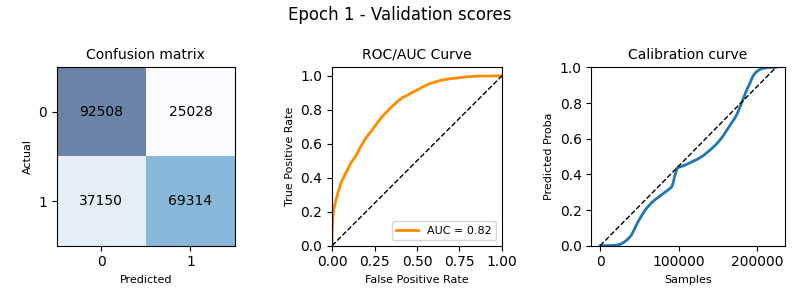 Epoch 1 - Validation scores
Confusion matrix
0
1
Actual
92508 25028
37150 69314
0 1
Predicted
ROC/AUC Curve
1.0
0.8
0.6
0.4
0.2
0.0
True Positive Rate
AUC = 0.82
0.00 0.25 0.50 0.75 1.00
False Positive Rate
Calibration curve
1.0
0.8
0.6
0.4
0.2
0.0
Predicted Proba
0 100000 200000
Samples